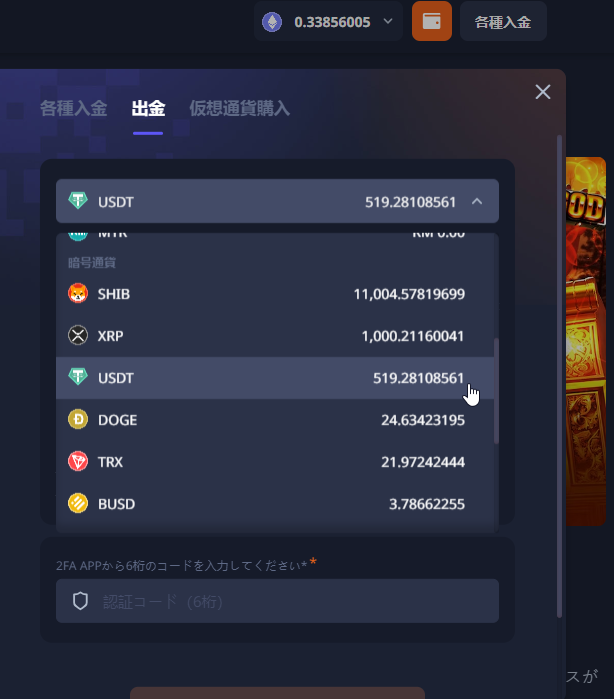 0.33856005
各種入金
各種入金 出金 仮想通貨購入
USDT 519.28108561
MYR RM 0.00
暗号通貨
SHIB 11,004.57819699
XRP 1,000.21160041
USDT 519.28108561
DOGE 24.63423195
TRX 21.97242444
BUSD 3.78662255
2FA APPから6桁のコードを入力してください**
認証コード（6桁）
スが